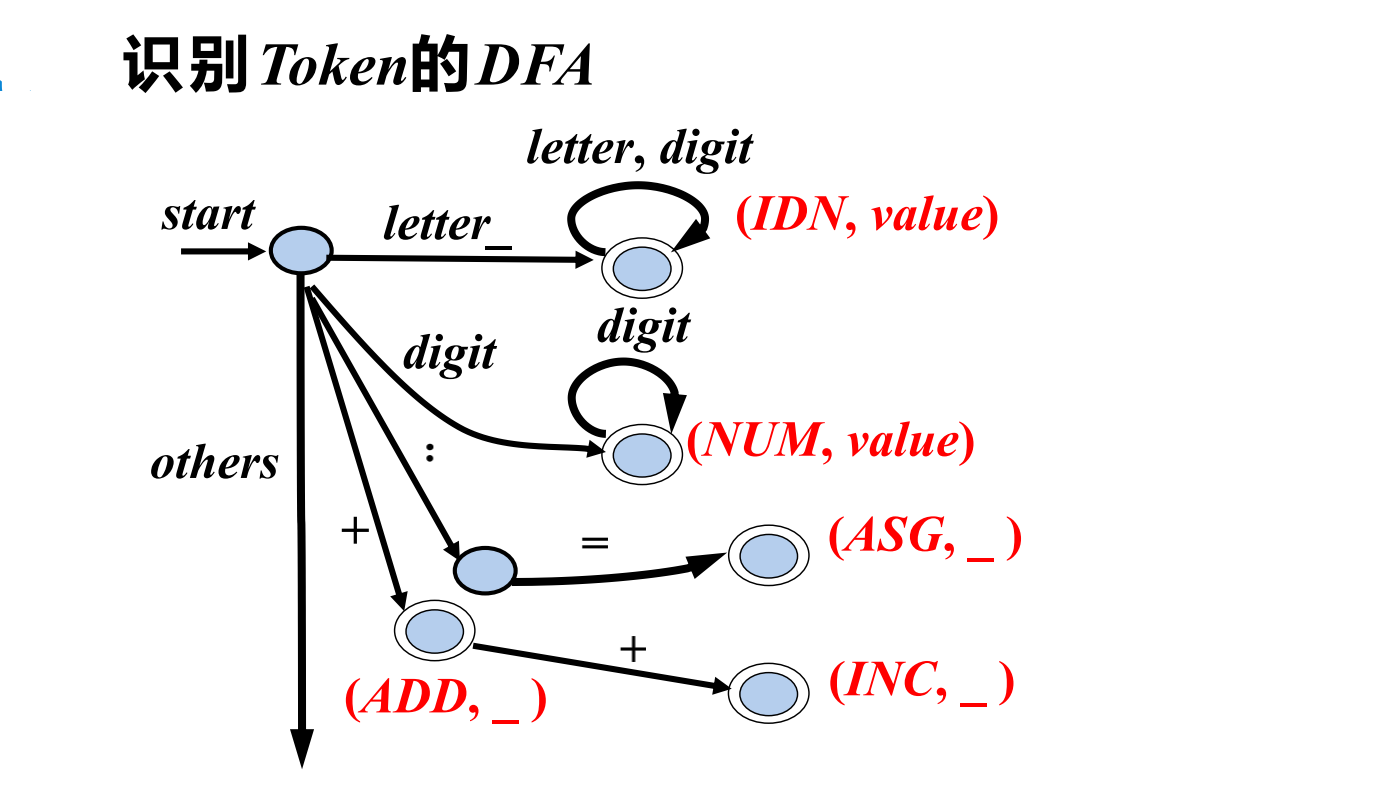 识别Token的DFA
letter, digit
start
letter_
(IDN, value)
digit
digit
:
(NUM, value)
others
+
=
(ASG, _ )
+
(ADD, _ )
(INC, _ )